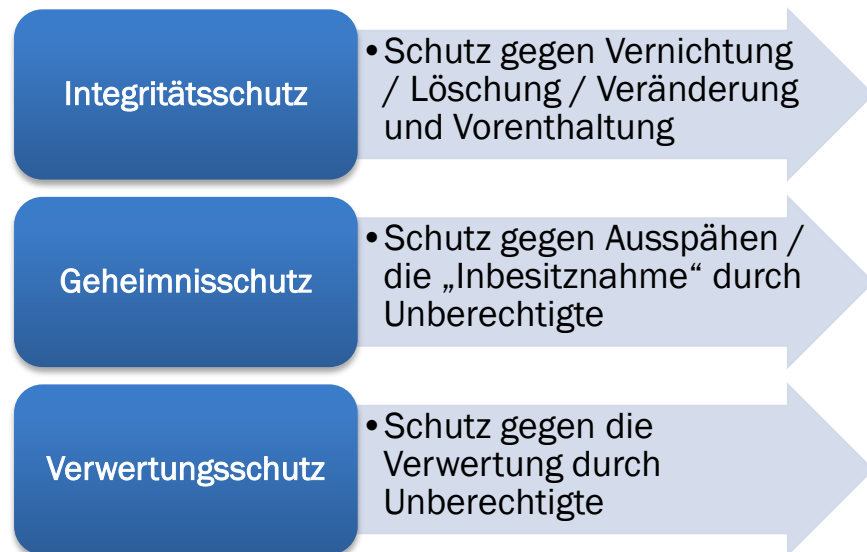 Integritätsschutz
•Schutz gegen Vernichtung
/ Löschung / Veränderung
und Vorenthaltung
Geheimnisschutz
•Schutz gegen Ausspähen /
die „Inbesitznahme“ durch
Unberechtigte
Verwertungsschutz
•Schutz gegen die
Verwertung durch
Unberechtigte